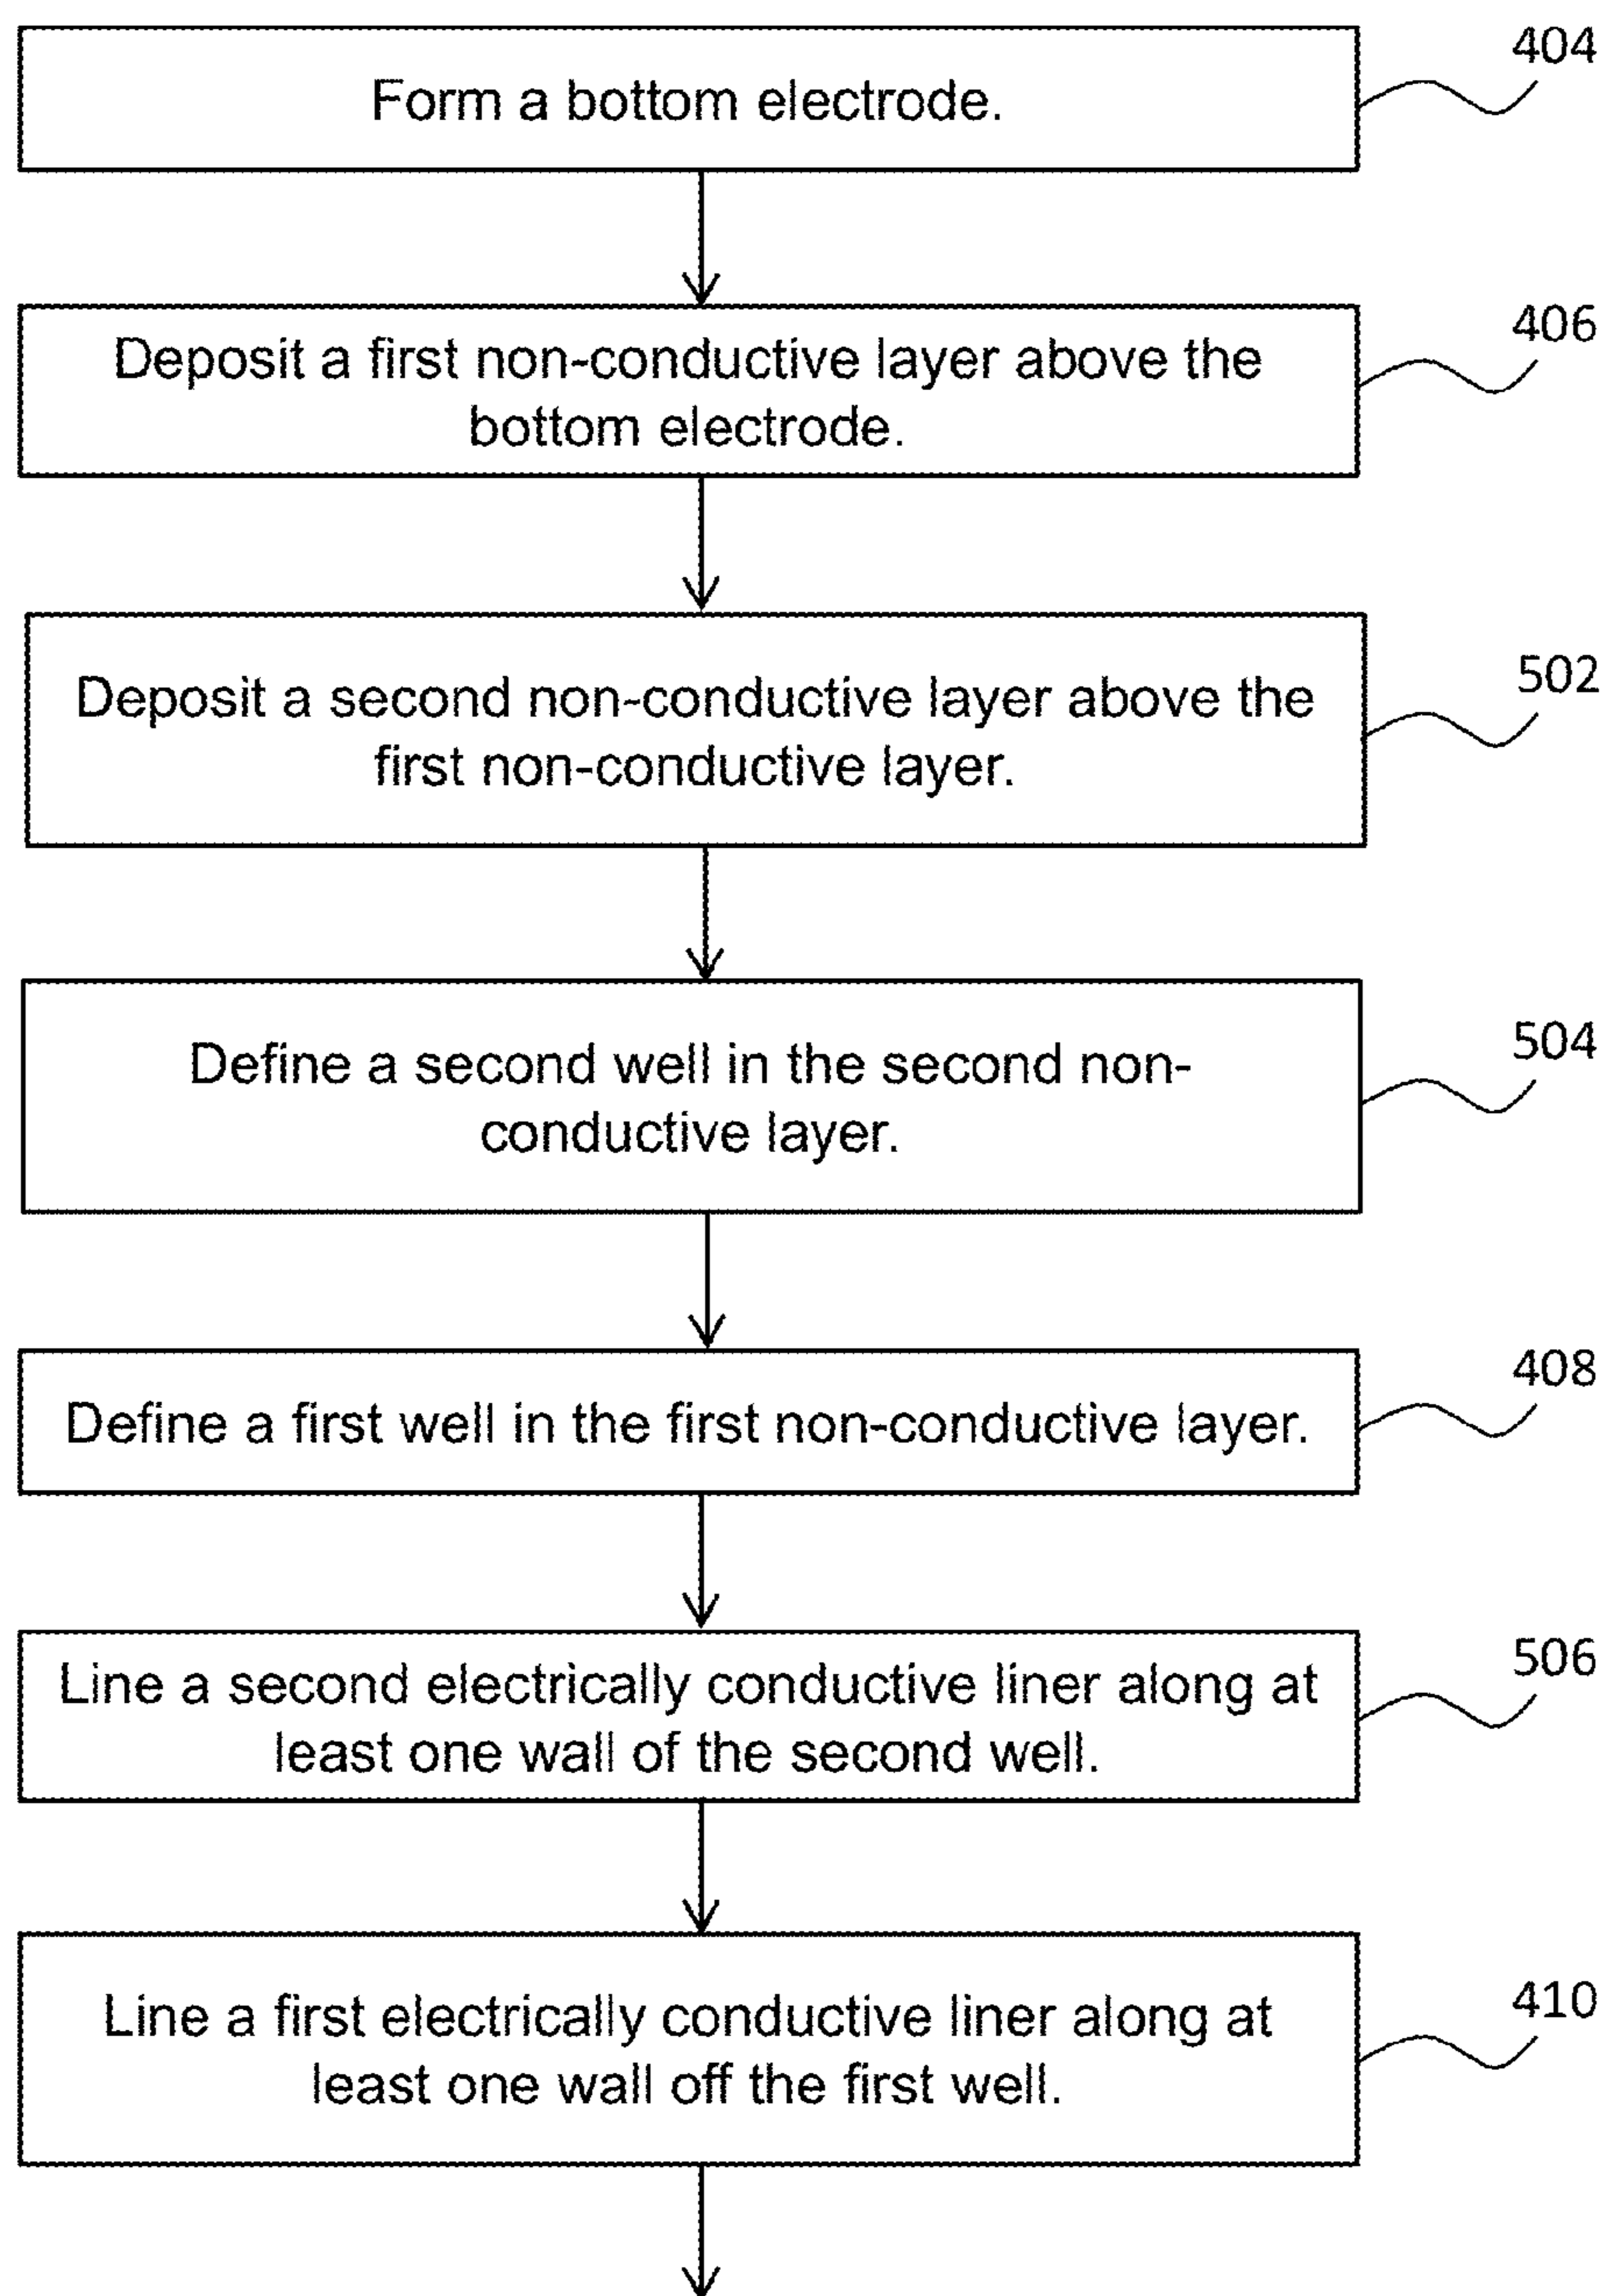 404
Form a bottom electrode.
406
Deposit a first non-conductive layer above the
bottom electrode.
502
Deposit a second non-conductive layer above the
first non-conductive layer.
504
Define a second well in the second non-
conductive layer.
408
Define a first well in the first non-conductive layer.
506
Line a second electrically conductive liner along at
least one wall of the second well.
410
Line a first electrically conductive liner along at
least one wall off the first well.